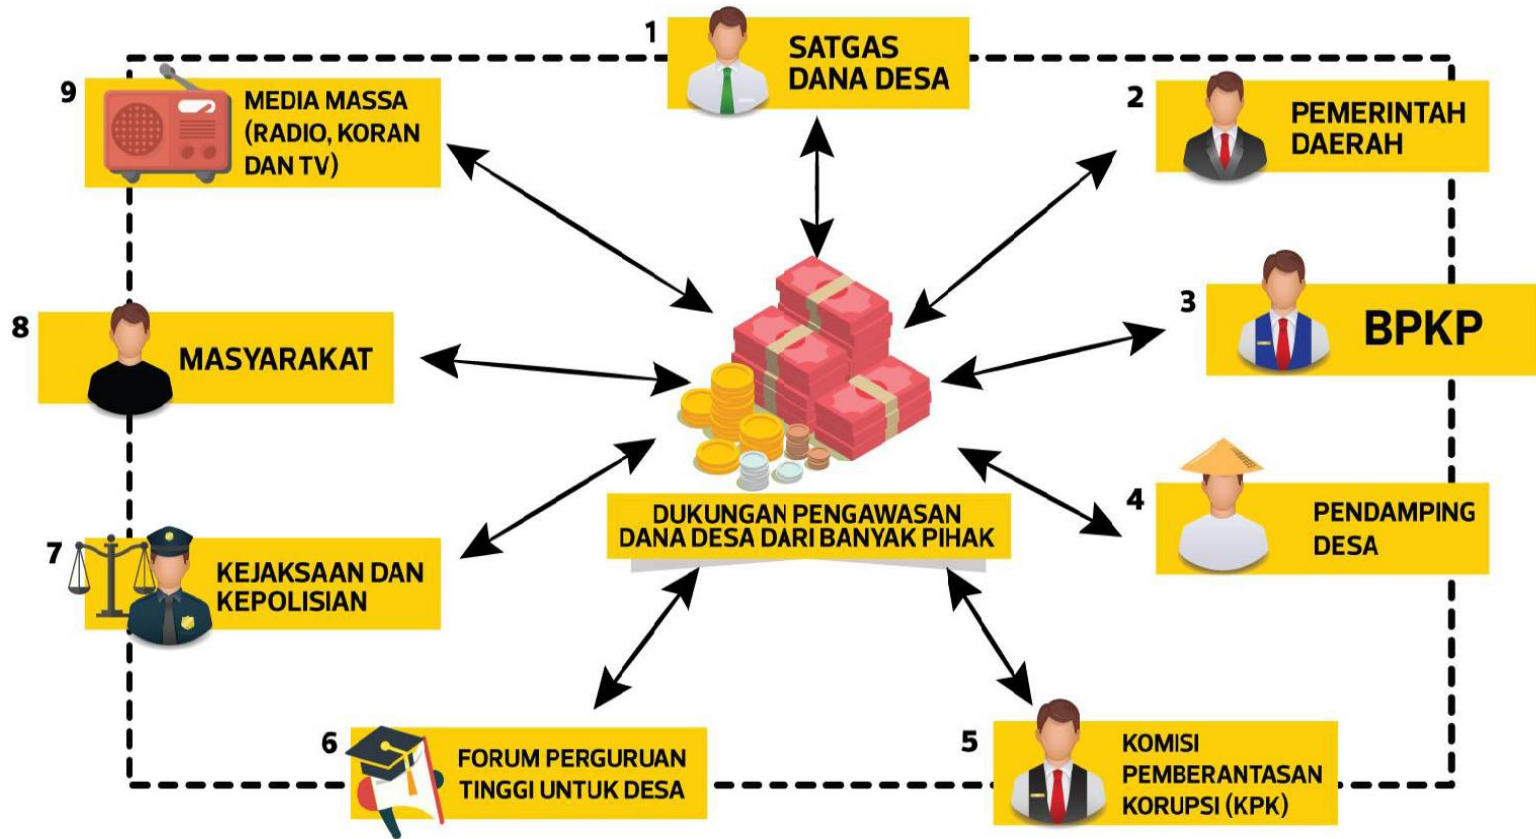 1
SATGAS
DANA DESA
2
PEMERINTAH
DAERAH
3
BPKP
4
PENDAMPING
DESA
5
KOMISI
PEMBERANTASAN
KORUPSI (KPK)
6
FORUM PERGURUAN
TINGGI UNTUK DESA
7
KEJAKSAAN DAN
KEPOLISIAN
8
MASYARAKAT
9
MEDIA MASSA
(RADIO, KORAN
DAN TV)
DUKUNGAN PENGAWASAN
DANA DESA DARI BANYAK PIHAK